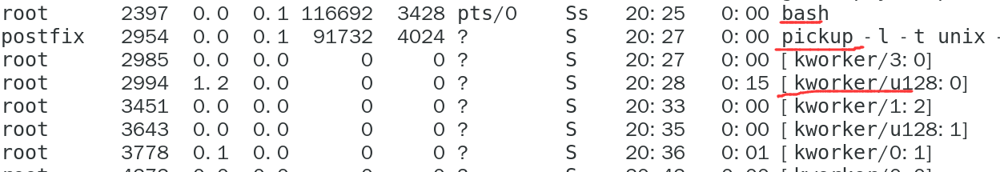 root 2397 0.0 0.1 116692 3428 pts/0 Ss 20:25 0:00 bash
postfix 2954 0.0 0.1 91732 4024 ? S 20:27 0:00 pickup -l -t unix -
root 2985 0.0 0.0 0 0 ? S 20:27 0:00 [kworker/3:0]
root 2994 1.2 0.0 0 0 ? S 20:28 0:15 [kworker/u128:0]
root 3451 0.0 0.0 0 0 ? S 20:33 0:00 [kworker/1:2]
root 3643 0.0 0.0 0 0 ? S 20:35 0:00 [kworker/u128:1]
root 3778 0.1 0.0 0 0 ? S 20:36 0:01 [kworker/0:1]